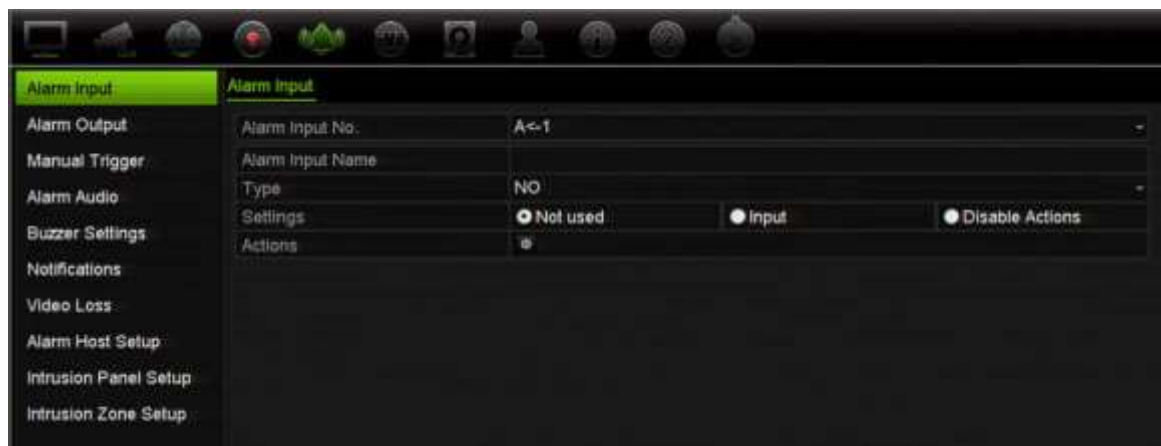 Alarm Input
Alarm Output
Manual Trigger
Alarm Audio
Buzzer Settings
Notifications
Video Loss
Alarm Host Setup
Intrusion Panel Setup
Intrusion Zone Setup
Alarm Input
Alarm Input No. A<-1
Alarm Input Name
Type NO
Settings Not used Input Disable Actions
Actions